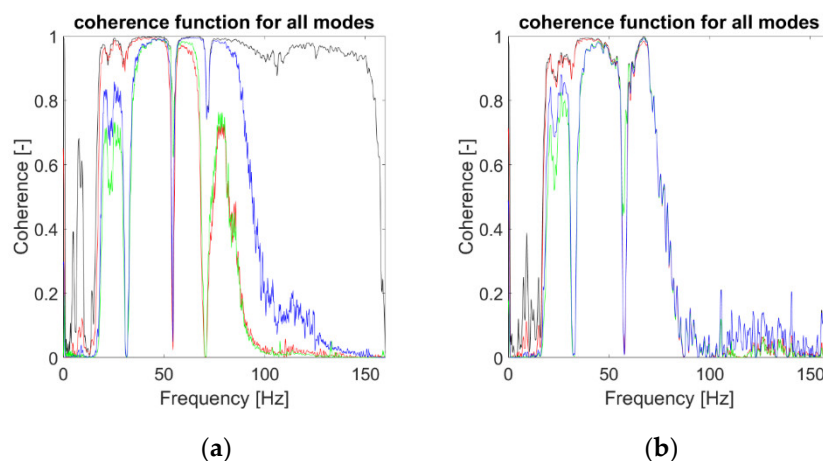 coherence function for all modes
Coherence [-]
1
0.8
0.6
0.4
0.2
0
0 50 100 150
Frequency [Hz]
(a)
coherence function for all modes
Coherence [-]
1
0.8
0.6
0.4
0.2
0
0 50 100 150
Frequency [Hz]
(b)